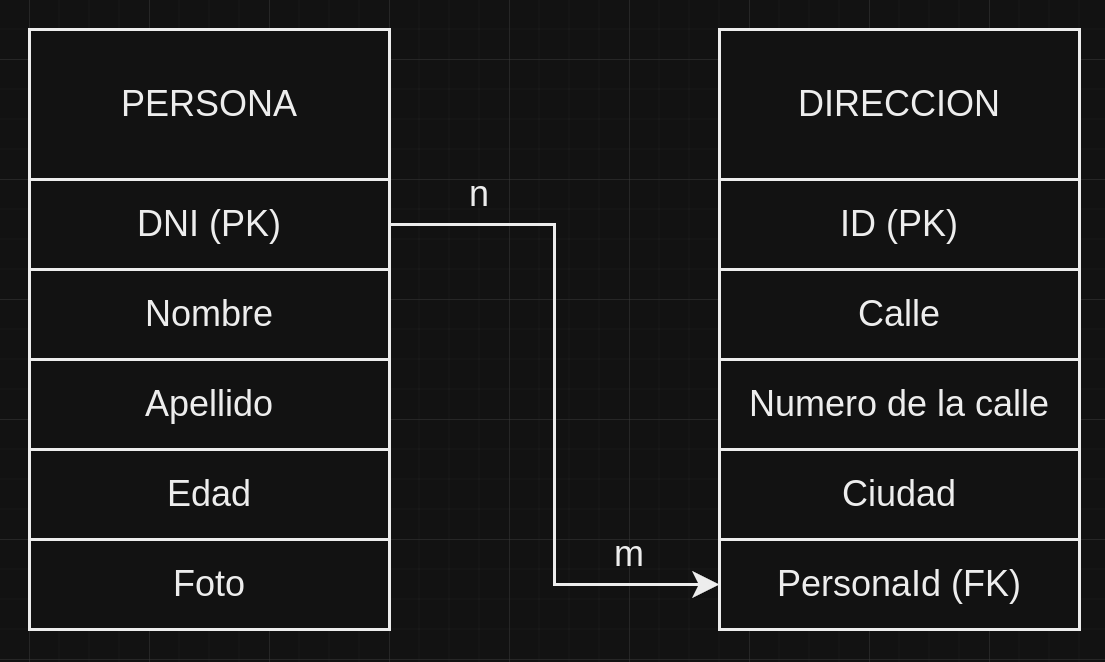 PERSONA
DNI (PK)
Nombre
Apellido
Edad
Foto
n
m
DIRECCION
ID (PK)
Calle
Numero de la calle
Ciudad
PersonaId (FK)